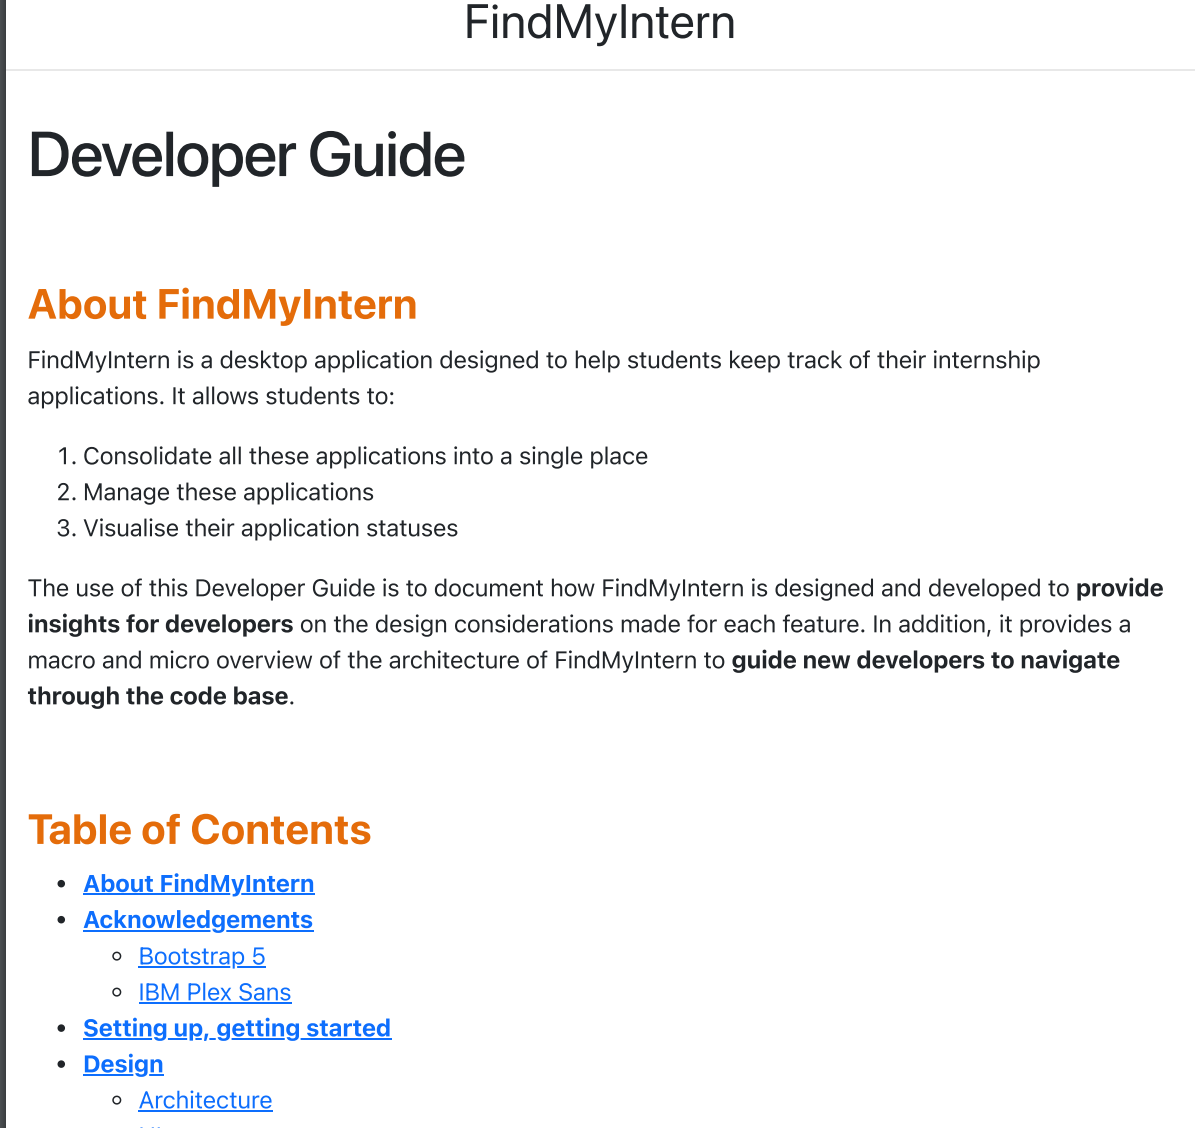 FindMyIntern
Developer Guide
About FindMyIntern
FindMyIntern is a desktop application designed to help students keep track of their internship
applications. It allows students to:
1. Consolidate all these applications into a single place
2. Manage these applications
3. Visualise their application statuses
The use of this Developer Guide is to document how FindMyIntern is designed and developed to provide
insights for developers on the design considerations made for each feature. In addition, it provides a
macro and micro overview of the architecture of FindMyIntern to guide new developers to navigate
through the code base.
Table of Contents
• About FindMyIntern
• Acknowledgements
◦ Bootstrap 5
◦ IBM Plex Sans
• Setting up, getting started
• Design
◦ Architecture